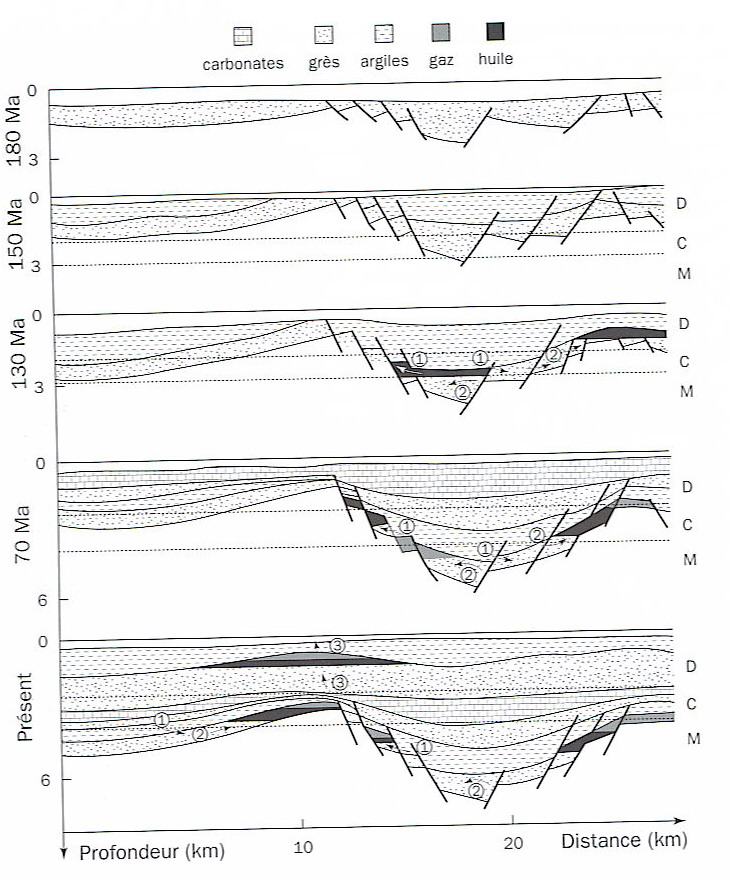 carbonates grès argiles gaz huile
0
180 Ma
3
0
150 Ma
D
C
3
M
0
130 Ma
D
① ① ②
C
3
②
M
0
70 Ma
D
①
C
① ②
M
②
6
0
③
D
③
Présent
C
① ②
M
①
6
②
Profondeur (km) 10 20 Distance (km)